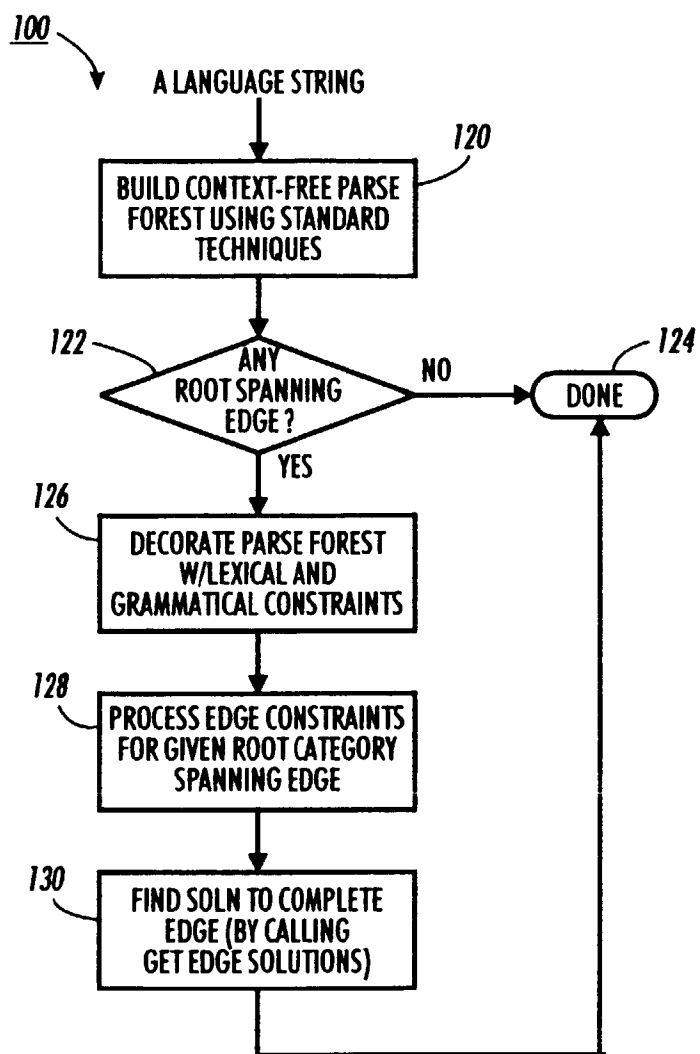 100
A LANGUAGE STRING
120
BUILD CONTEXT-FREE PARSE
FOREST USING STANDARD
TECHNIQUES
122
ANY
ROOT SPANNING
EDGE ?
NO
124
DONE
YES
126
DECORATE PARSE FOREST
W/LEXICAL AND
GRAMMATICAL CONSTRAINTS
128
PROCESS EDGE CONSTRAINTS
FOR GIVEN ROOT CATEGORY
SPANNING EDGE
130
FIND SOLN TO COMPLETE
EDGE (BY CALLING
GET EDGE SOLUTIONS)